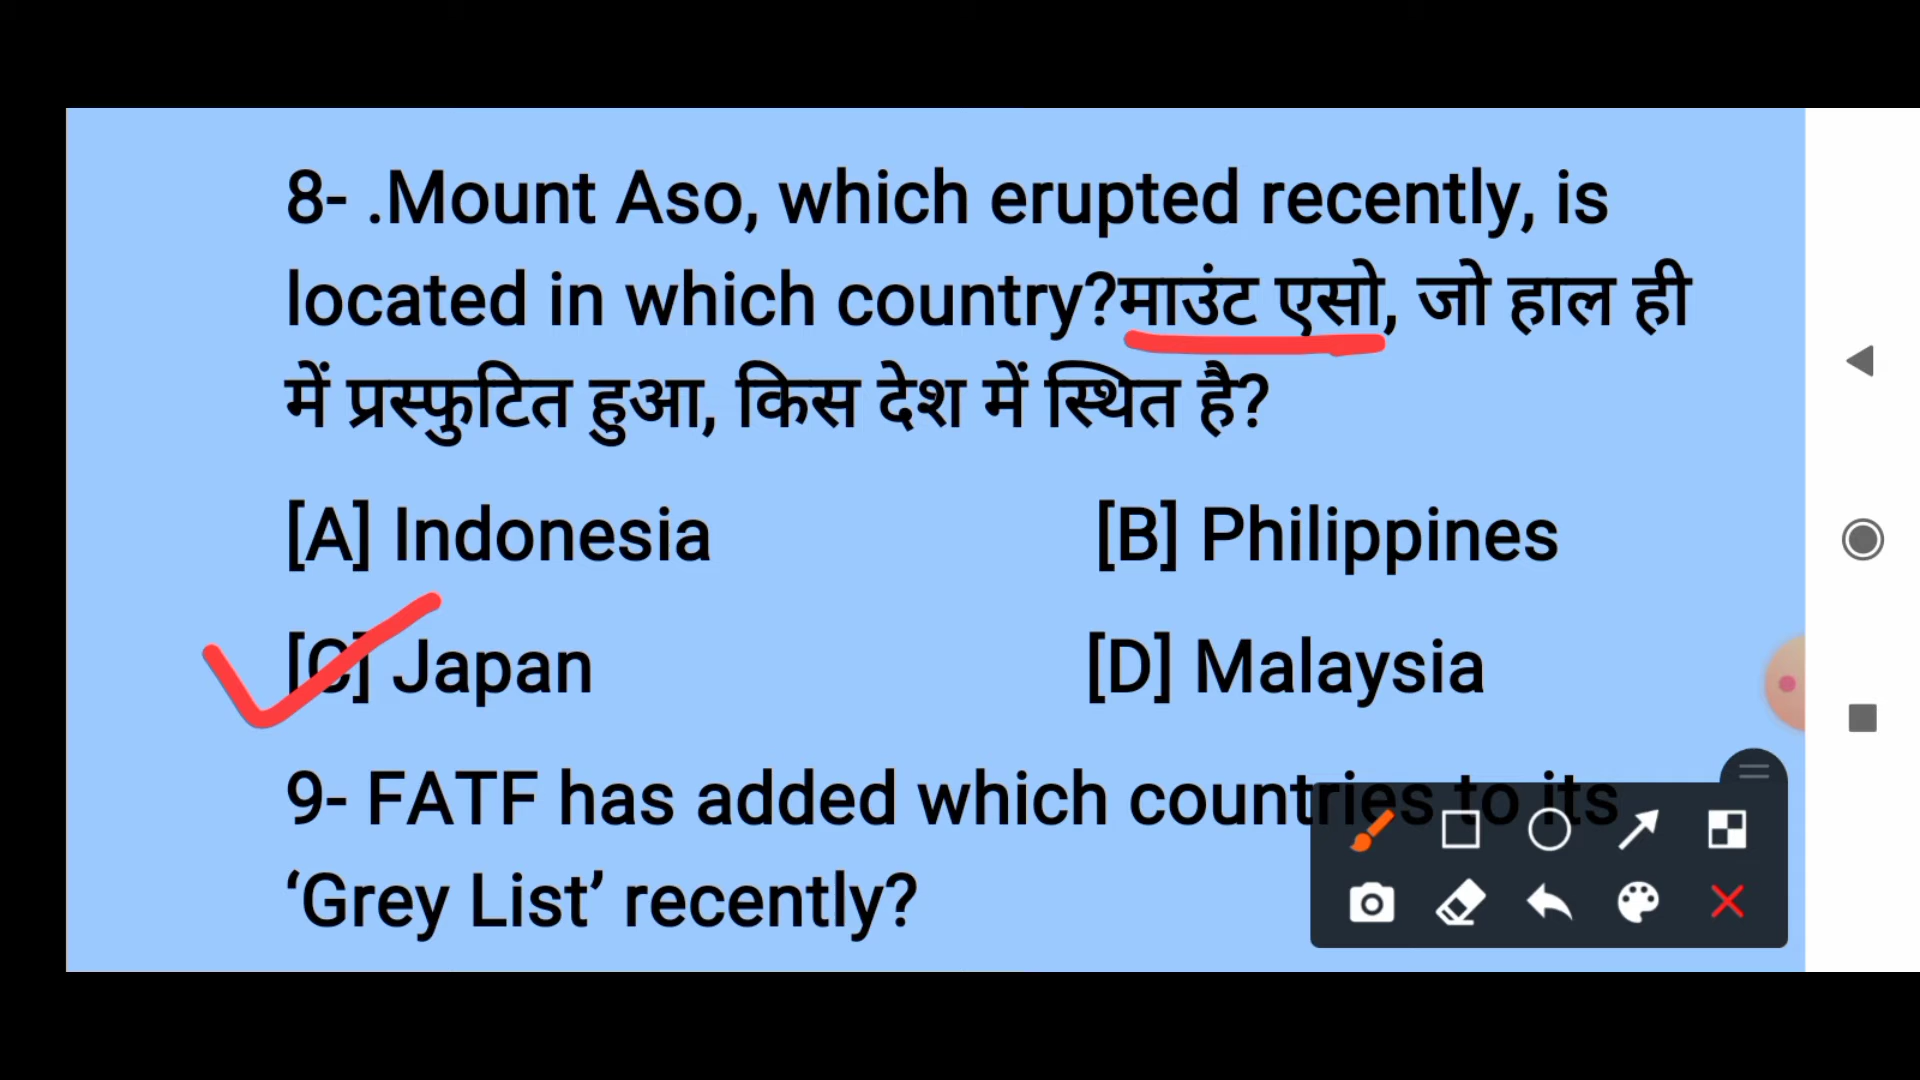 8- .Mount Aso, which erupted recently, is
located in which country?माउंट एसो, जो हाल ही
में प्रस्फुटित हुआ, किस देश में स्थित है?
[A] Indonesia [B] Philippines
[C] Japan [D] Malaysia
9- FATF has added which countries to its
‘Grey List’ recently?